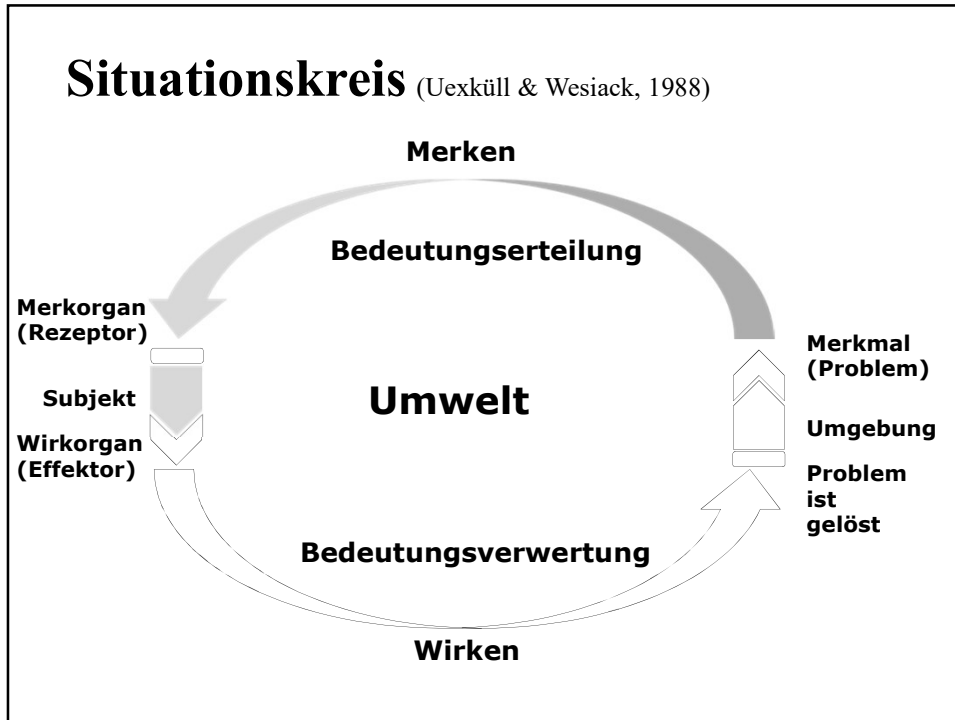 Situationskreis (Uexküll & Wesiack, 1988)
Merken
Bedeutungserteilung
Merkorgan
(Rezeptor)
Subjekt
Wirkorgan
(Effektor)
Umwelt
Merkmal
(Problem)
Umgebung
Problem
ist
gelöst
Bedeutungsverwertung
Wirken